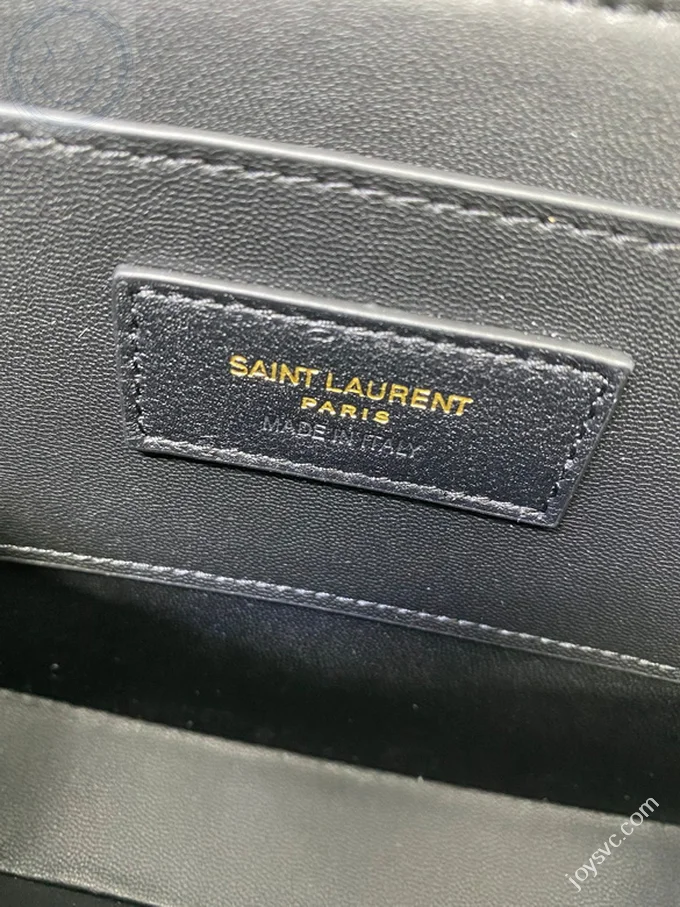 SAINT LAURENT
PARIS
MADE IN ITALY
joysvc.com